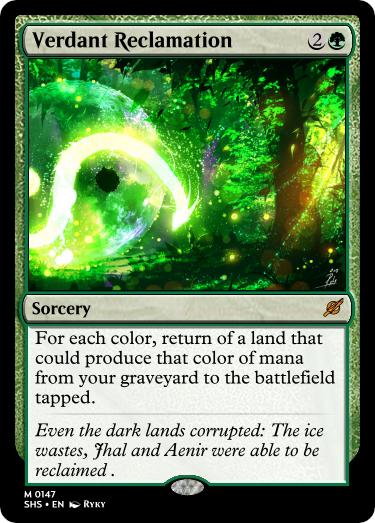 Verdant Reclamation 2
Sorcery
For each color, return of a land that
could produce that color of mana
from your graveyard to the battlefield
tapped.
Even the dark lands corrupted: The ice
wastes, Jhal and Aenir were able to be
reclaimed .
M 0147
SHS • EN Ryky